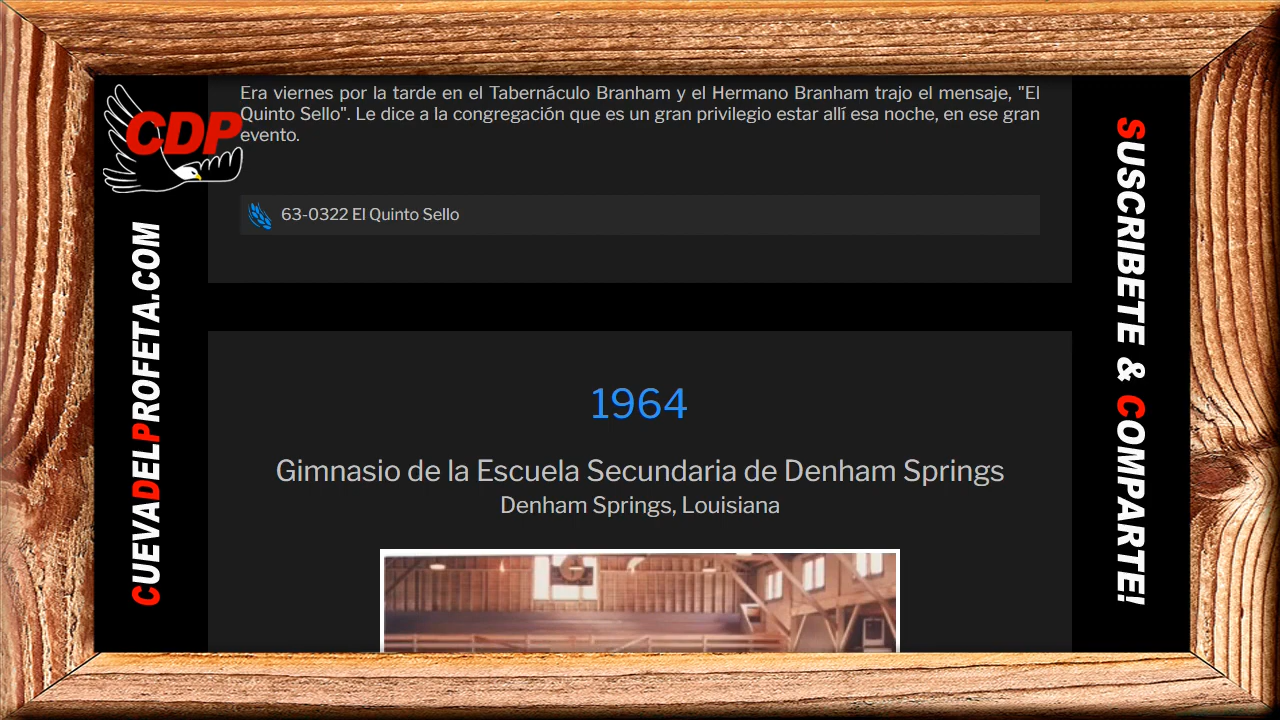 Era viernes por la tarde en el Tabernáculo Branham y el Hermano Branham trajo el mensaje, "El
Quinto Sello". Le dice a la congregación que es un gran privilegio estar allí esa noche, en ese gran
evento.
CDP
63-0322 El Quinto Sello
CUEVADELPROFETA.COM
SUSCRIBETE & COMPARTE!
1964
Gimnasio de la Escuela Secundaria de Denham Springs
Denham Springs, Louisiana